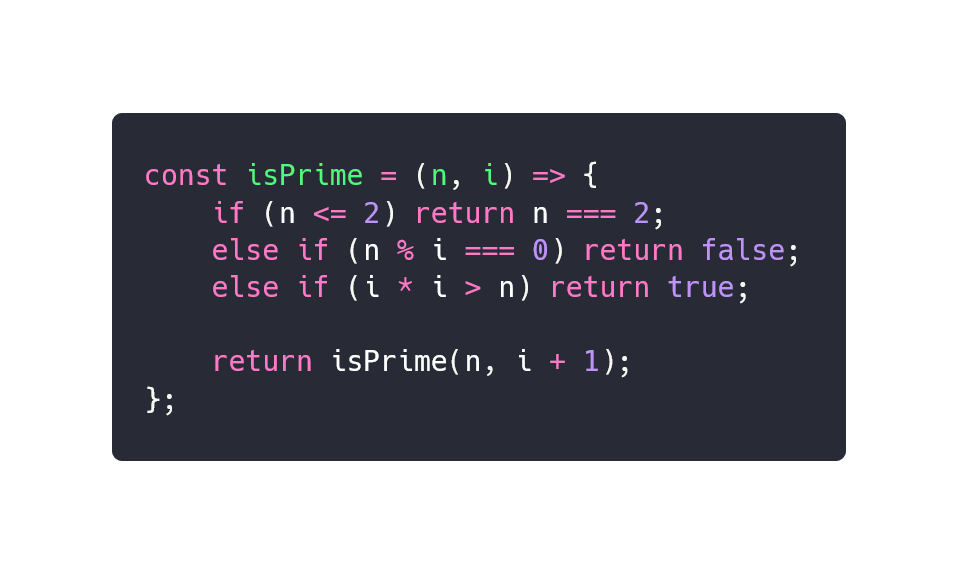 const isPrime = (n, i) => {
    if (n <= 2) return n === 2;
    else if (n % i === 0) return false;
    else if (i * i > n) return true;

    return isPrime(n, i + 1);
};